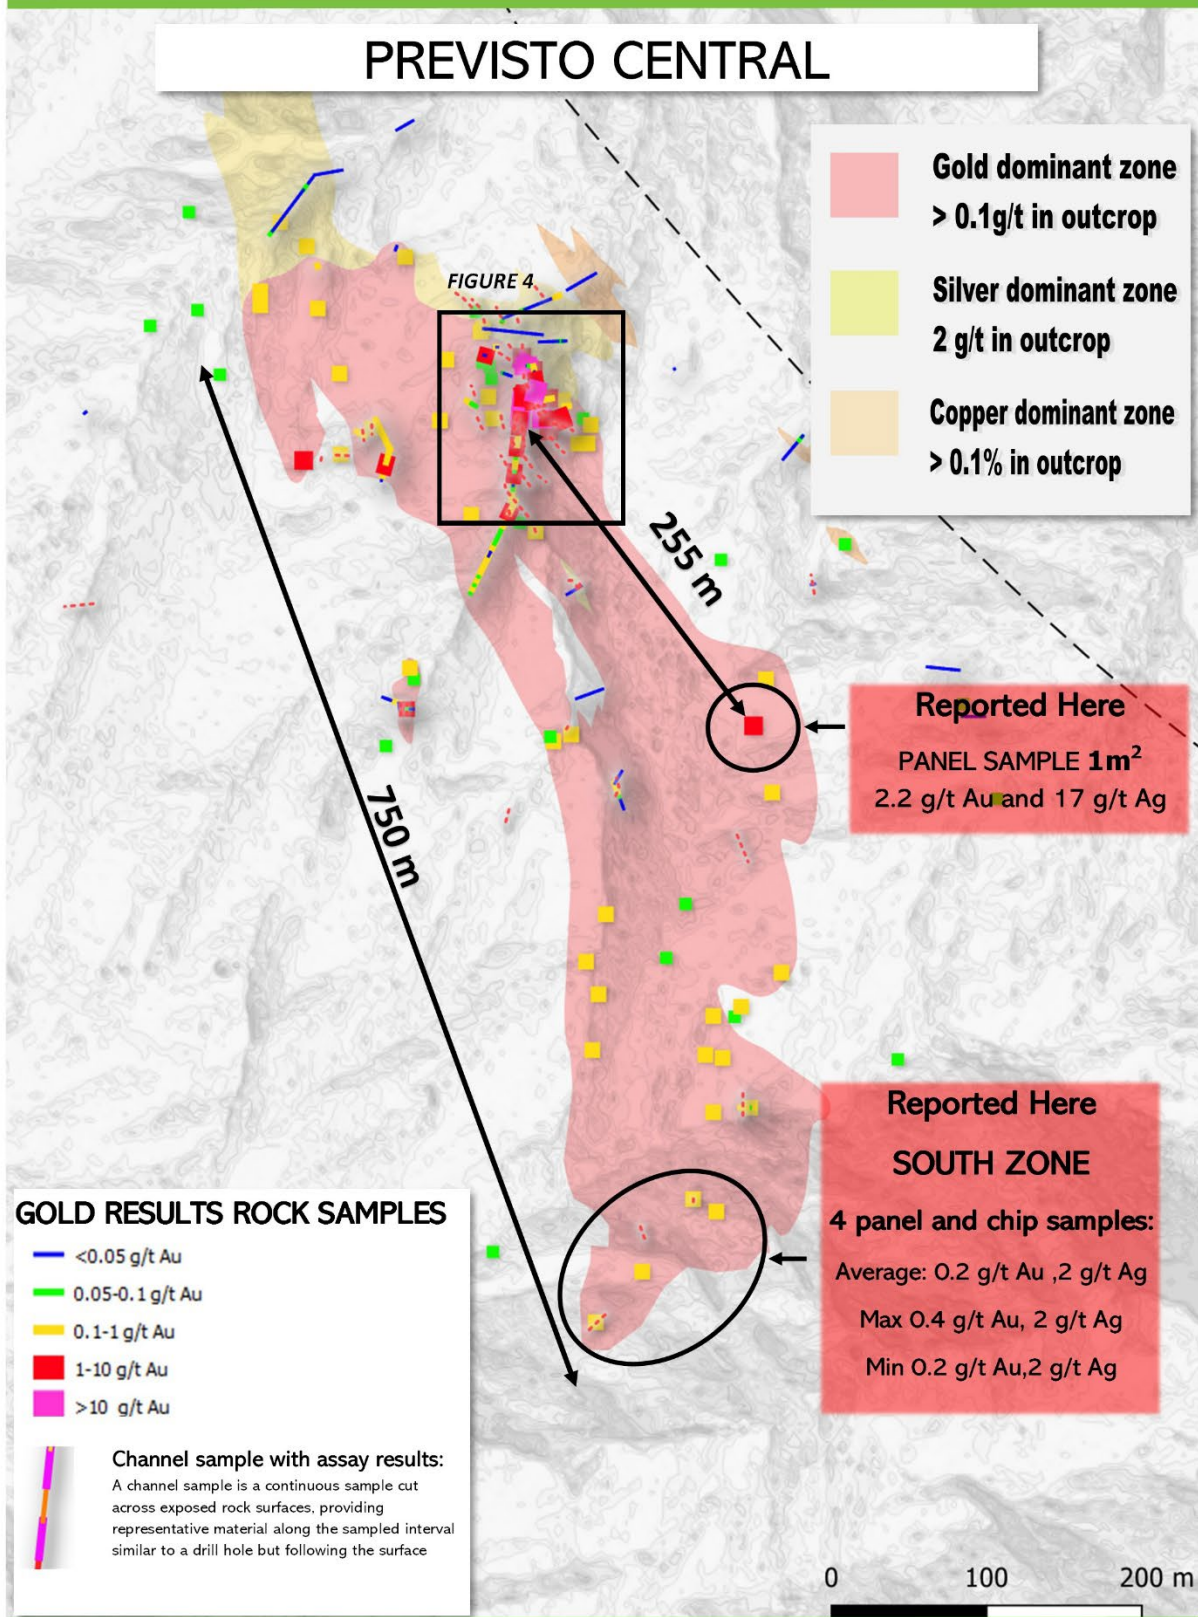 PREVISTO CENTRAL
Gold dominant zone
> 0.1g/t in outcrop
Silver dominant zone
2 g/t in outcrop
Copper dominant zone
> 0.1% in outcrop
FIGURE 4
255 m
750 m
Reported Here
PANEL SAMPLE 1m²
2.2 g/t Au and 17 g/t Ag
Reported Here
SOUTH ZONE
4 panel and chip samples:
Average: 0.2 g/t Au ,2 g/t Ag
Max 0.4 g/t Au, 2 g/t Ag
Min 0.2 g/t Au,2 g/t Ag
GOLD RESULTS ROCK SAMPLES
<0.05 g/t Au
0.05-0.1 g/t Au
0.1-1 g/t Au
1-10 g/t Au
>10 g/t Au
Channel sample with assay results:
A channel sample is a continuous sample cut
across exposed rock surfaces, providing
representative material along the sampled interval
similar to a drill hole but following the surface
0 100 200 m